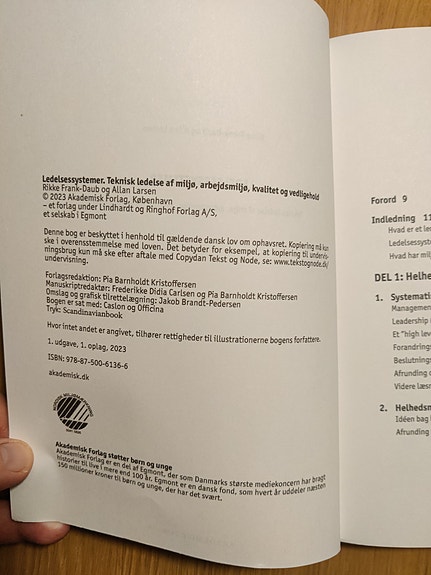 Ledelsessystemer. Teknisk ledelse af miljø, arbejdsmiljø, kvalitet og vedligehold
Rikke Frank-Daub og Allan Larsen
© 2023 Akademisk Forlag, København
– et forlag under Lindhardt og Ringhof Forlag A/S,
et selskab i Egmont
Denne bog er beskyttet i henhold til gældende dansk lov om ophavsret. Kopiering må kun
ske i overensstemmelse med loven. Det betyder for eksempel, at kopiering til undervis-
ningsbrug kun må ske efter aftale med Copydan Tekst og Node, se: www.tekstognode.dk/
undervisning.
Forlagsredaktion: Pia Barnholdt Kristoffersen
Manuskriptredaktør: Frederikke Didia Carlsen og Pia Barnholdt Kristoffersen
Omslag og grafisk tilrettelægning: Jakob Brandt-Pedersen
Bogen er sat med: Caslon og Officina
Tryk: Scandinavianbook
Hvor intet andet er angivet, tilhører rettigheder til illustrationerne bogens forfattere.
1. udgave, 1. oplag, 2023
ISBN: 978-87-500-6136-6
akademisk.dk
Akademisk Forlag støtter børn og unge
Akademisk Forlag er en del af Egmont, der som Danmarks største mediekoncern har bragt
historier til live i mere end 100 år. Egmont er en dansk fond, som hvert år uddeler næsten
150 millioner kroner til børn og unge, der har det svært.
Forord 9
Indledning 11
Hvad er et le
Ledelsessyste
Hvad har mil
DEL 1: Helhe
1. Systemati
Management
Leadership
Et "high lev
Forandrings
Beslutnings
Afrunding o
Videre læsn
2. Helhedsm
Idéen bag
Afrunding